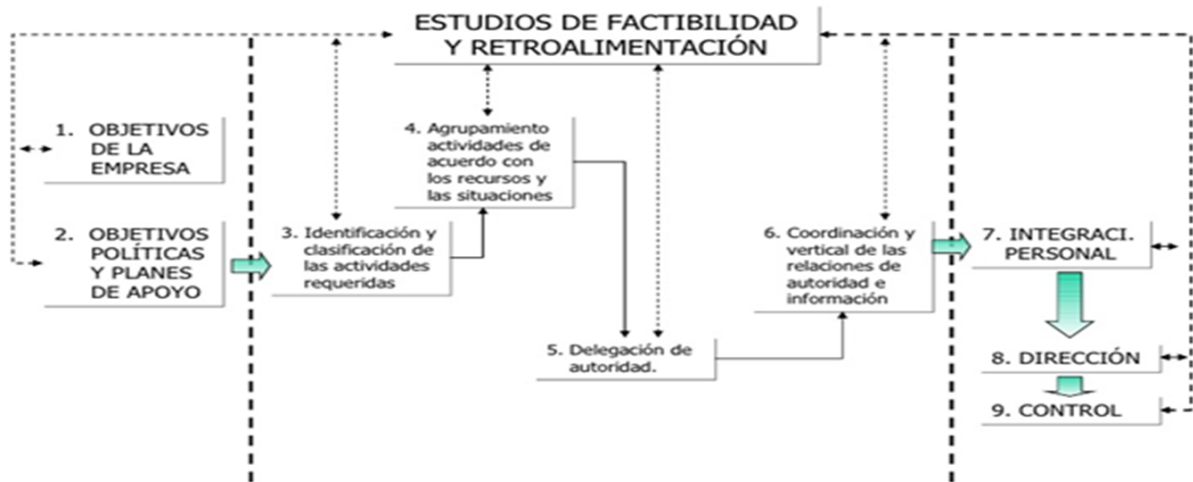 ESTUDIOS DE FACTIBILIDAD
Y RETROALIMENTACIÓN
1. OBJETIVOS
DE LA
EMPRESA
2. OBJETIVOS
POLÍTICAS
Y PLANES
DE APOYO
3. Identificación y
clasificación de
las actividades
requeridas
4. Agrupamiento
actividades de
acuerdo con
los recursos y
las situaciones
5. Delegación de
autoridad.
6. Coordinación y
vertical de las
relaciones de
autoridad e
información
7. INTEGRACI.
PERSONAL
8. DIRECCIÓN
9. CONTROL